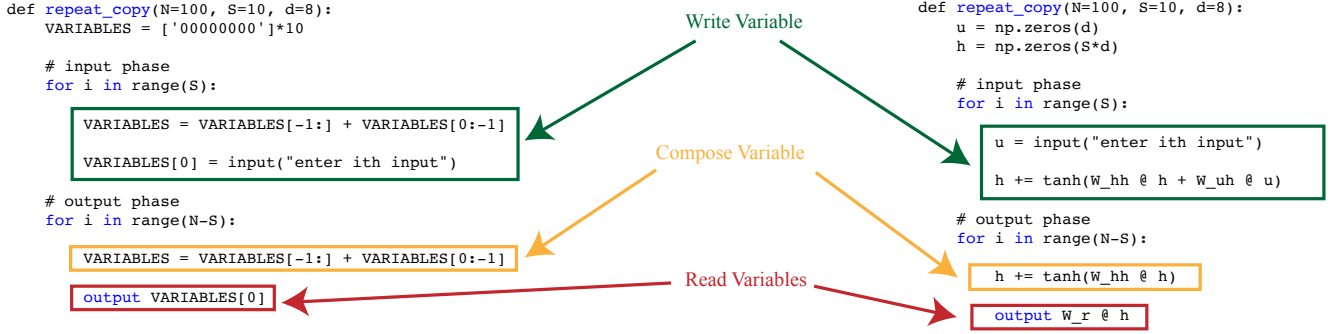 def repeat_copy(N=100, S=10, d=8):
    VARIABLES = ['00000000']*10
    # input phase
    for i in range(S):
        VARIABLES = VARIABLES[-1:] + VARIABLES[0:-1]
        VARIABLES[0] = input("enter ith input")
    # output phase
    for i in range(N-S):
        VARIABLES = VARIABLES[-1:] + VARIABLES[0:-1]
        output VARIABLES[0]
Write Variable
Compose Variable
Read Variables
def repeat_copy(N=100, S=10, d=8):
    u = np.zeros(d)
    h = np.zeros(S*d)
    # input phase
    for i in range(S):
        u = input("enter ith input")
        h += tanh(W_hh @ h + W_uh @ u)
    # output phase
    for i in range(N-S):
        h += tanh(W_hh @ h)
        output W_r @ h